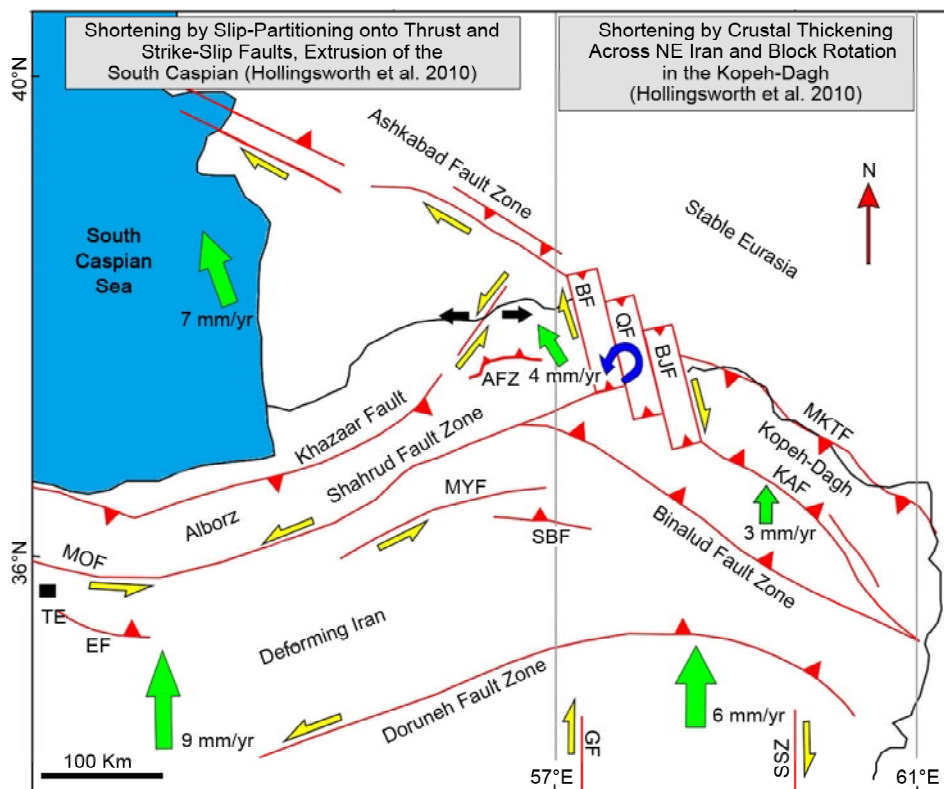 Shortening by Slip-Partitioning onto Thrust and
Strike-Slip Faults, Extrusion of the
South Caspian (Hollingsworth et al. 2010)
Shortening by Crustal Thickening
Across NE Iran and Block Rotation
in the Kopeh-Dagh
(Hollingsworth et al. 2010)
40°N
Ashkabad Fault Zone
N
Stable Eurasia
South
Caspian
Sea
7 mm/yr
BF
QF
BJF
AFZ
4 mm/yr
Khazaar Fault
Shahrud Fault Zone
MKTF
Kopeh-Dagh
KAF
3 mm/yr
Alborz
MYF
SBF
Binalud Fault Zone
36°N
MOF
TE
EF
Deforming Iran
Doruneh Fault Zone
9 mm/yr
6 mm/yr
GF
SSZ
100 Km
57°E
61°E